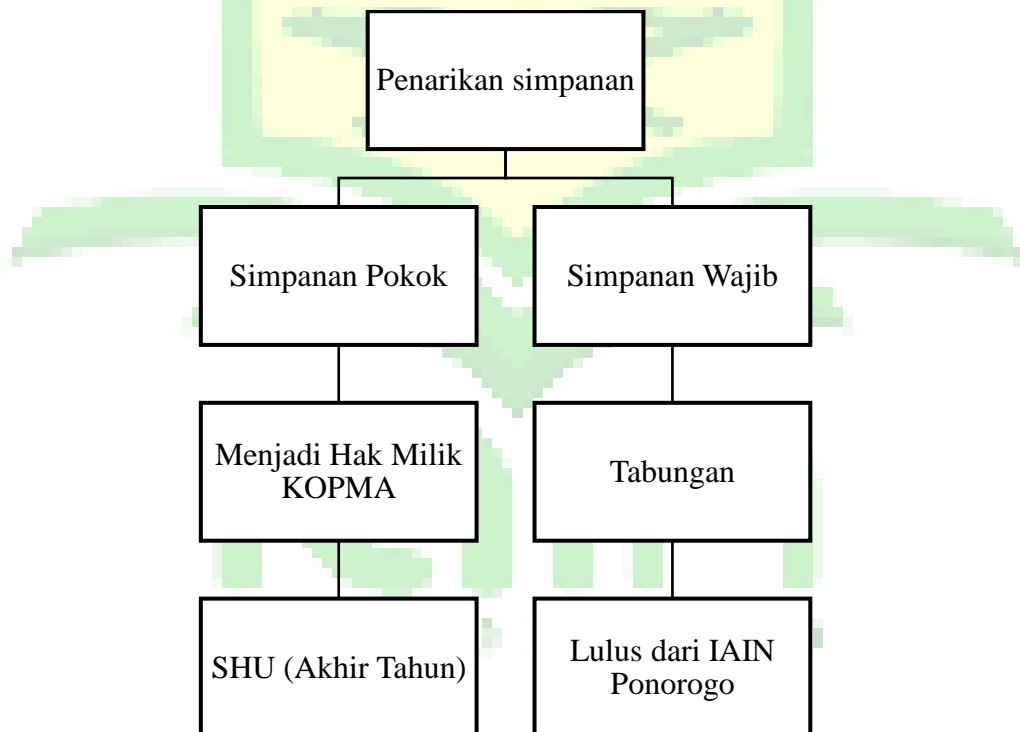 Penarikan simpanan
Simpanan Pokok
Simpanan Wajib
Menjadi Hak Milik
KOPMA
Tabungan
SHU (Akhir Tahun)
Lulus dari IAIN
Ponorogo